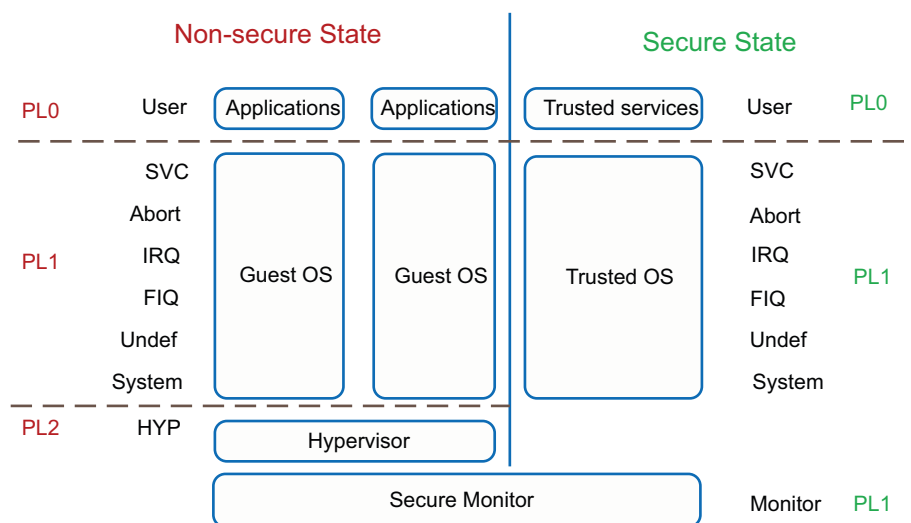 Non-secure State
Secure State
PL0 User Applications Applications Trusted services User PL0
SVC SVC
Abort Abort
PL1 IRQ Guest OS Guest OS Trusted OS IRQ PL1
FIQ FIQ
Undef Undef
System System
PL2 HYP Hypervisor
Secure Monitor Monitor PL1